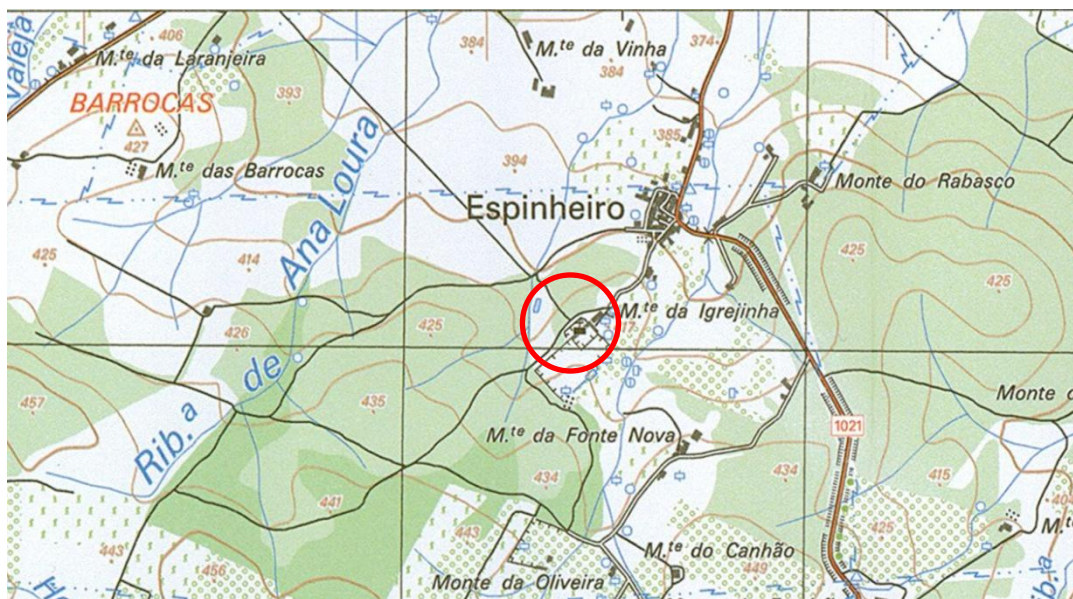 406
M.te da Laranjeira
384
M.te da Vinha
374
384
393
BARROCAS
427
385
M.te das Barrocas
394
Monte do Rabasco
Espinheiro
425
414
425
425
Rib.a de Ana Loura
426
425
M.te da Igrejinha
457
435
Monte
1021
M.te da Fonte Nova
434
434
415
441
443
443
425
456
M.te do Canhão
449
Monte da Oliveira
Rib.a